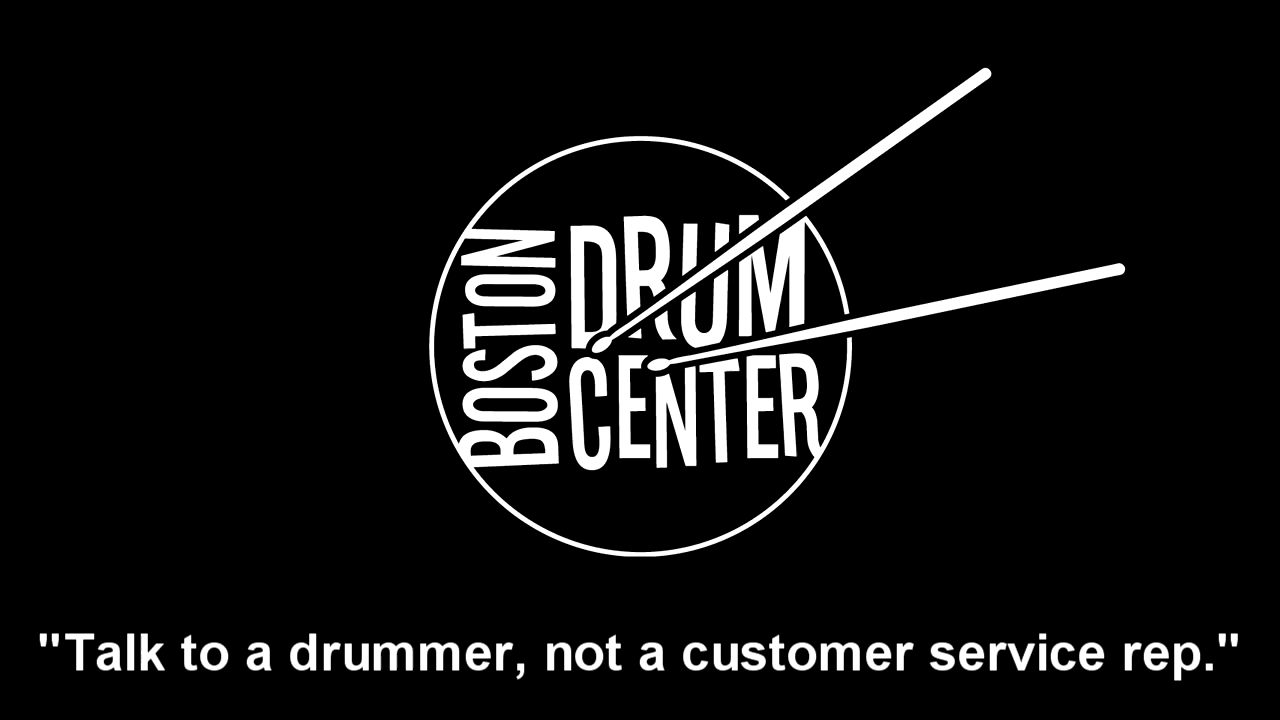 BOSTON
DRUM
CENTER
"Talk to a drummer, not a customer service rep."